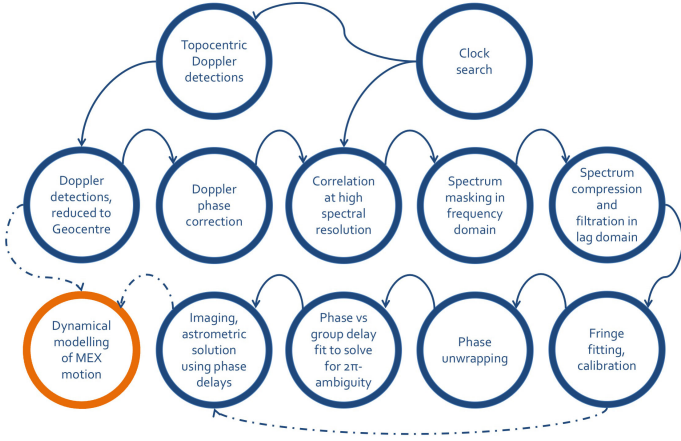 Topocentric
Doppler
detections
Clock
search
Doppler
detections,
reduced to
Geocentre
Doppler
phase
correction
Correlation
at high
spectral
resolution
Spectrum
masking in
frequency
domain
Spectrum
compression
and
filtration in
lag domain
Dynamical
modelling
of MEX
motion
Imaging,
astrometric
solution
using phase
delays
Phase vs
group delay
fit to solve
for 2π-
ambiguity
Phase
unwrapping
Fringe
fitting,
calibration